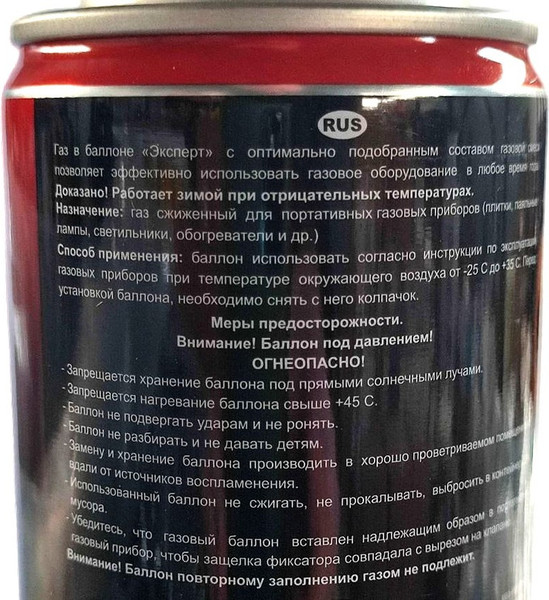 RUS
Газ в баллоне «Эксперт» с оптимально подобранным составом газовой смеси
позволяет эффективно использовать газовое оборудование в любое время года
Доказано! Работает зимой при отрицательных температурах.
Назначение: газ сжиженный для портативных газовых приборов (плитки, паяльные
лампы, светильники, обогреватели и др.)
Способ применения: баллон использовать согласно инструкции по эксплуатации
газовых приборов при температуре окружающего воздуха от -25 С до +35 С. Перед
установкой баллона, необходимо снять с него колпачок.
Меры предосторожности.
Внимание! Баллон под давлением!
ОГНЕОПАСНО!
- Запрещается хранение баллона под прямыми солнечными лучами.
- Запрещается нагревание баллона свыше +45 С.
- Баллон не подвергать ударам и не ронять.
- Баллон не разбирать и не давать детям.
- Замену и хранение баллона производить в хорошо проветриваемом
вдали от источников воспламенения.
- Использованный баллон не сжигать, не прокалывать, выбросить в
мусора.
- Убедитесь, что газовый баллон вставлен надлежащим образом в
газовый прибор, чтобы защелка фиксатора совпадала с вырезом на
Внимание! Баллон повторному заполнению газом не подлежит.